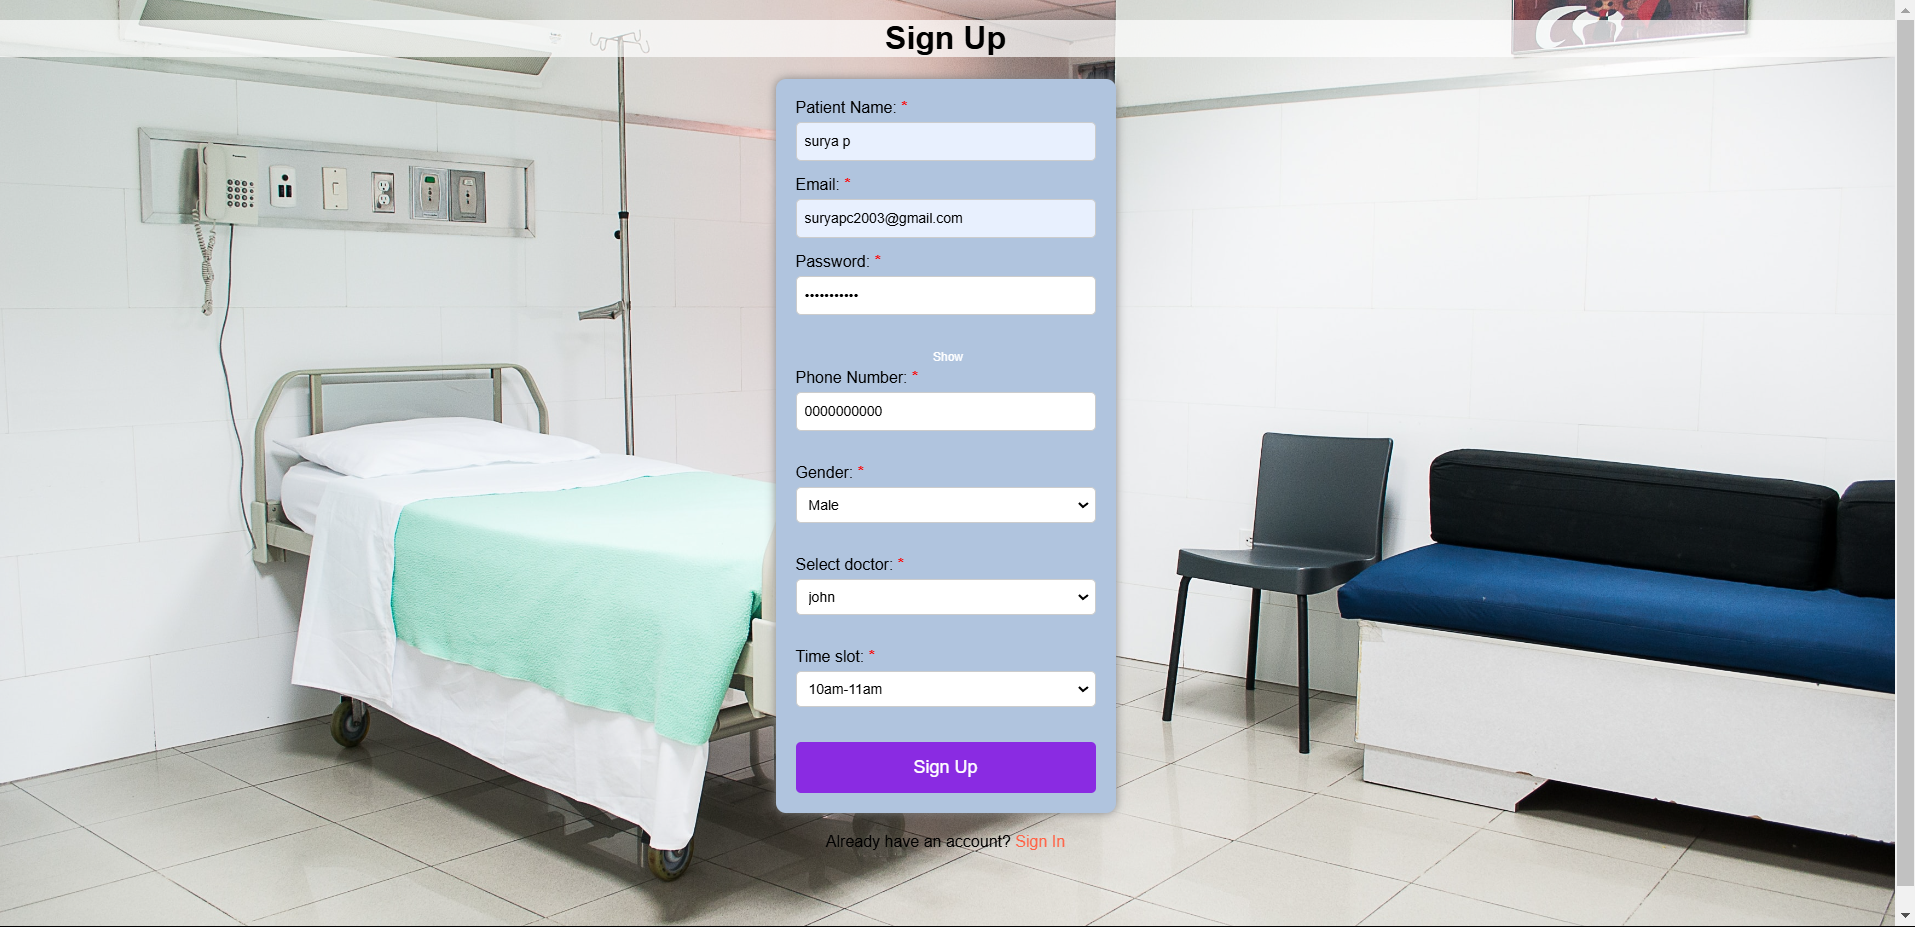 Sign Up
Patient Name: *
surya p
Email: *
suryapc2003@gmail.com
Password: *
•••••••••••
Show
Phone Number: *
0000000000
Gender: *
Male
Select doctor: *
john
Time slot: *
10am-11am
Sign Up
Already have an account? Sign In